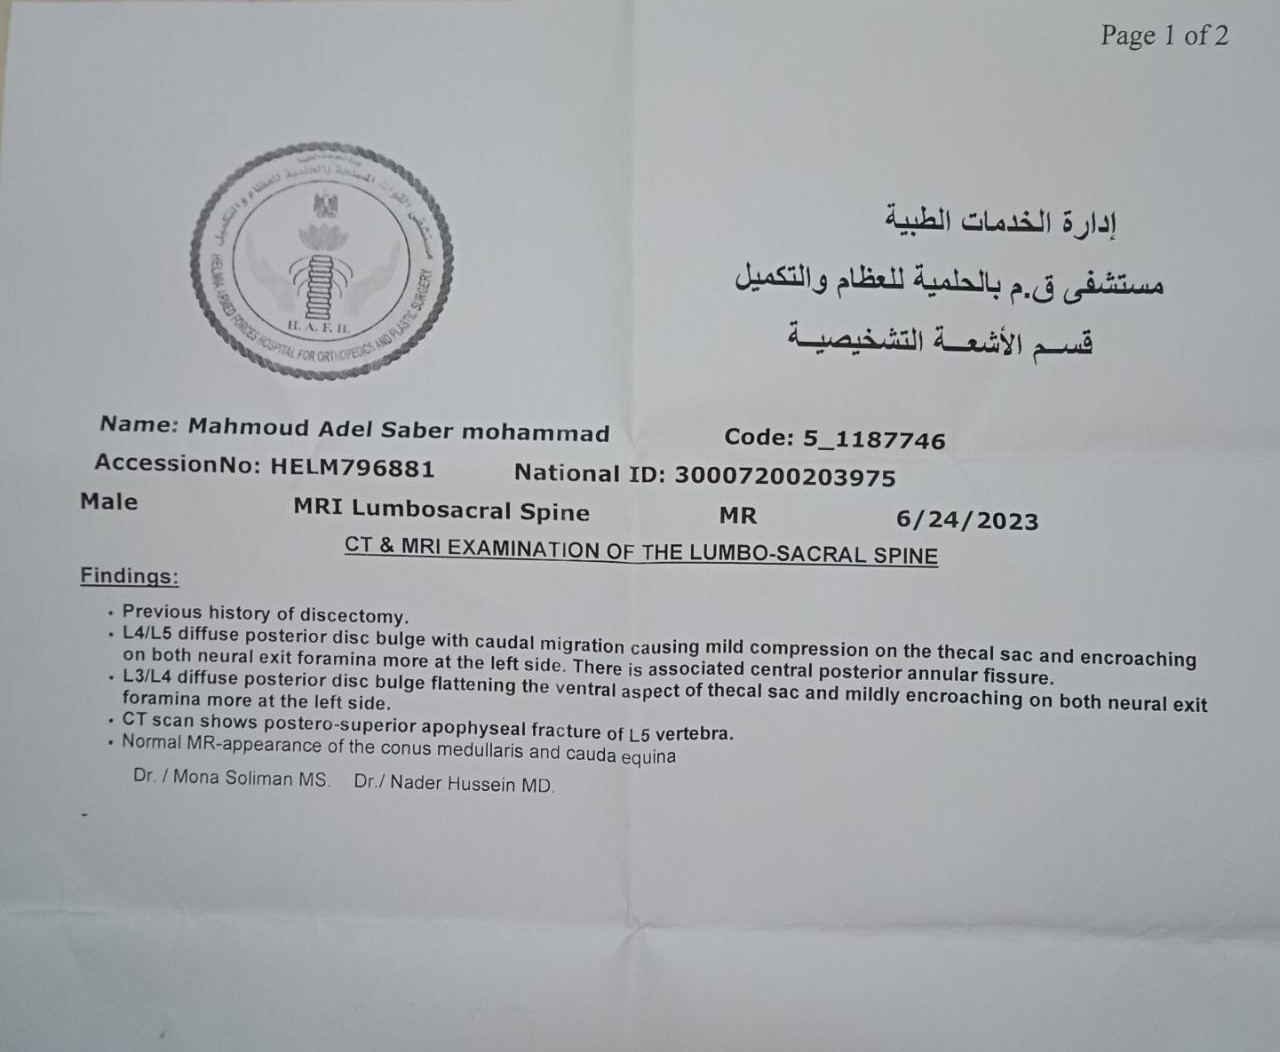 Page 1 of 2
إدارة الخدمات الطبية
مستشفى ق.م بالحلمية للعظام والتكميل
قسم الأشعة التشخيصية
مستشفى القوات المسلحة بالحلمية للعظام والتكميل
H. A. F. H.
HELMIA ARMED FORCES HOSPITAL FOR ORTHOPEDICS AND PLASTIC SURGERY
Name: Mahmoud Adel Saber mohammad Code: 5_1187746
AccessionNo: HELM796881 National ID: 30007200203975
Male MRI Lumbosacral Spine MR 6/24/2023
CT & MRI EXAMINATION OF THE LUMBO-SACRAL SPINE
Findings:
• Previous history of discectomy.
• L4/L5 diffuse posterior disc bulge with caudal migration causing mild compression on the thecal sac and encroaching
on both neural exit foramina more at the left side. There is associated central posterior annular fissure.
• L3/L4 diffuse posterior disc bulge flattening the ventral aspect of thecal sac and mildly encroaching on both neural exit
foramina more at the left side.
• CT scan shows postero-superior apophyseal fracture of L5 vertebra.
• Normal MR-appearance of the conus medullaris and cauda equina
Dr. / Mona Soliman MS. Dr./ Nader Hussein MD.
-